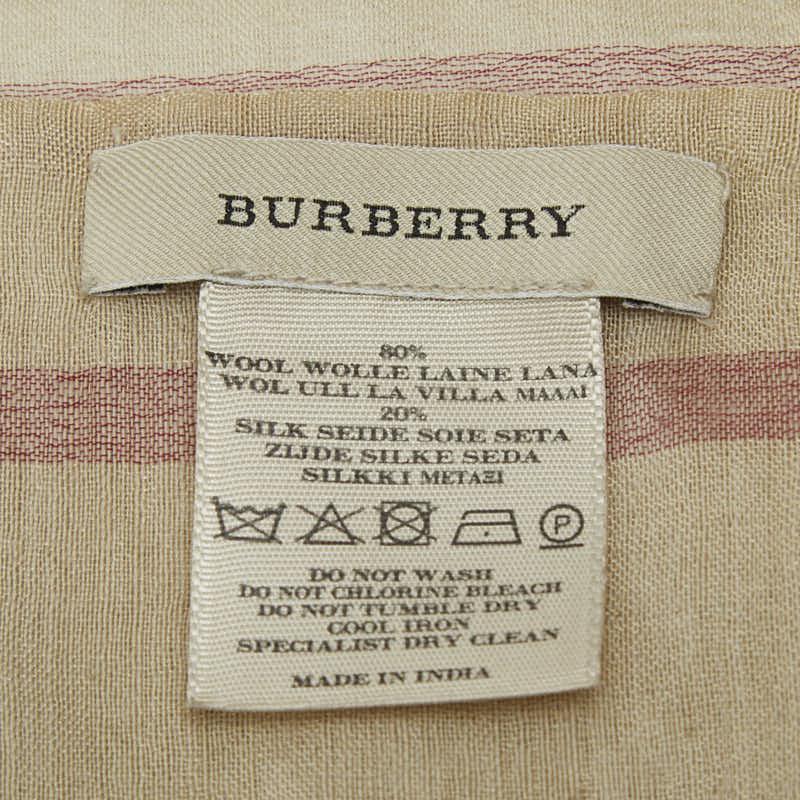 BURBERRY
80%
WOOL WOLLE LAINE LANA
WOL ULL LA VILLA MAΛΛI
20%
SILK SEIDE SOIE SETA
ZIJDE SILKE SEDA
SILKKI ΜΕΤΑΞΙ
P
DO NOT WASH
DO NOT CHLORINE BLEACH
DO NOT TUMBLE DRY
COOL IRON
SPECIALIST DRY CLEAN
MADE IN INDIA